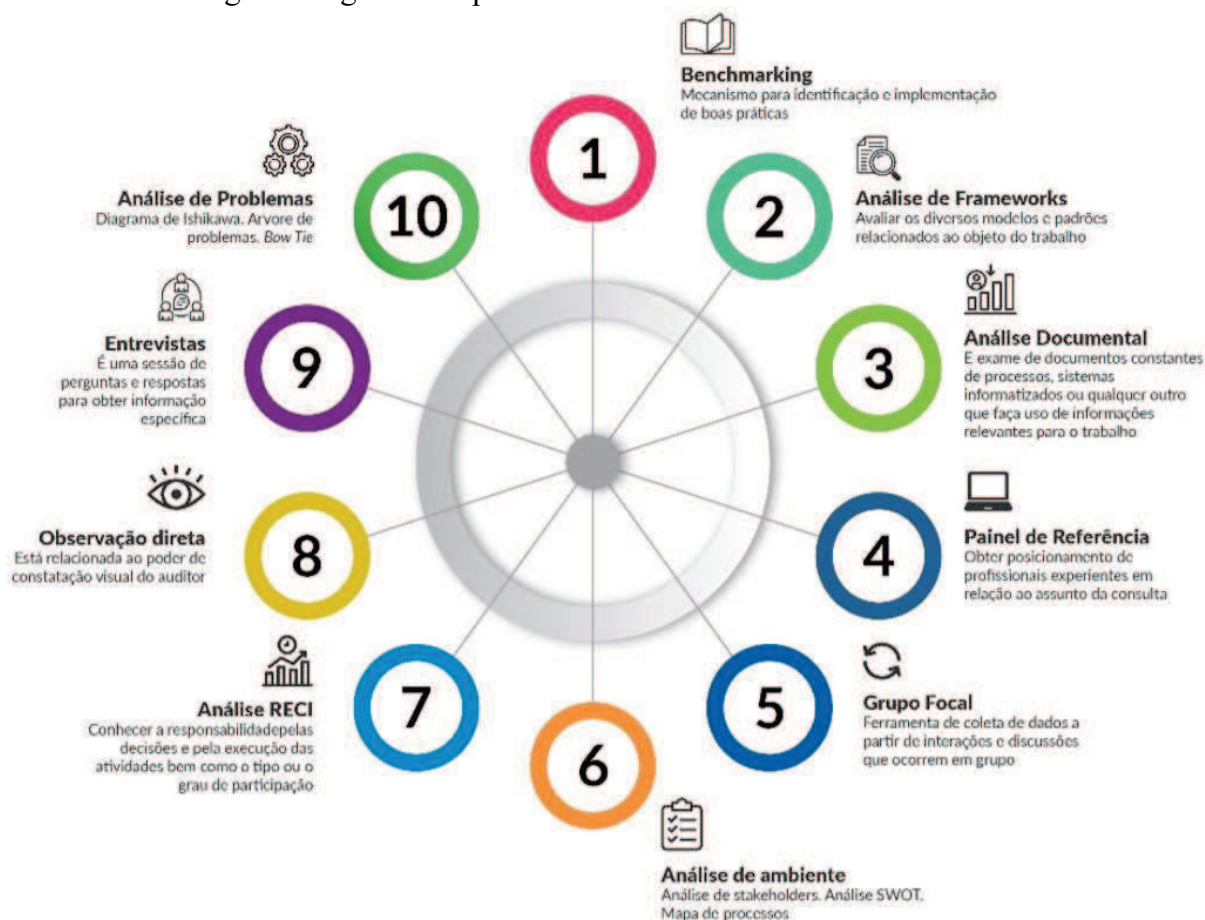 1
Benchmarking
Mecanismo para identificação e implementação
de boas práticas
2
Análise de Frameworks
Avaliar os diversos modelos e padrões
relacionados ao objeto do trabalho
3
Análise Documental
E exame de documentos constantes
de processos, sistemas
informatizados ou qualquer outro
que faça uso de informações
relevantes para o trabalho
4
Painel de Referência
Obter posicionamento de
profissionais experientes em
relação ao assunto da consulta
5
Grupo Focal
Ferramenta de coleta de dados a
partir de interações e discussões
que ocorrem em grupo
6
Análise de ambiente
Análise de stakeholders. Análise SWOT.
Mapa de processos
7
Análise RECI
Conhecer a responsabilidadepelas
decisões e pela execução das
atividades bem como o tipo ou o
grau de participação
8
Observação direta
Está relacionada ao poder de
constatação visual do auditor
9
Entrevistas
É uma sessão de
perguntas e respostas
para obter informação
específica
10
Análise de Problemas
Diagrama de Ishikawa. Arvore de
problemas. Bow Tie